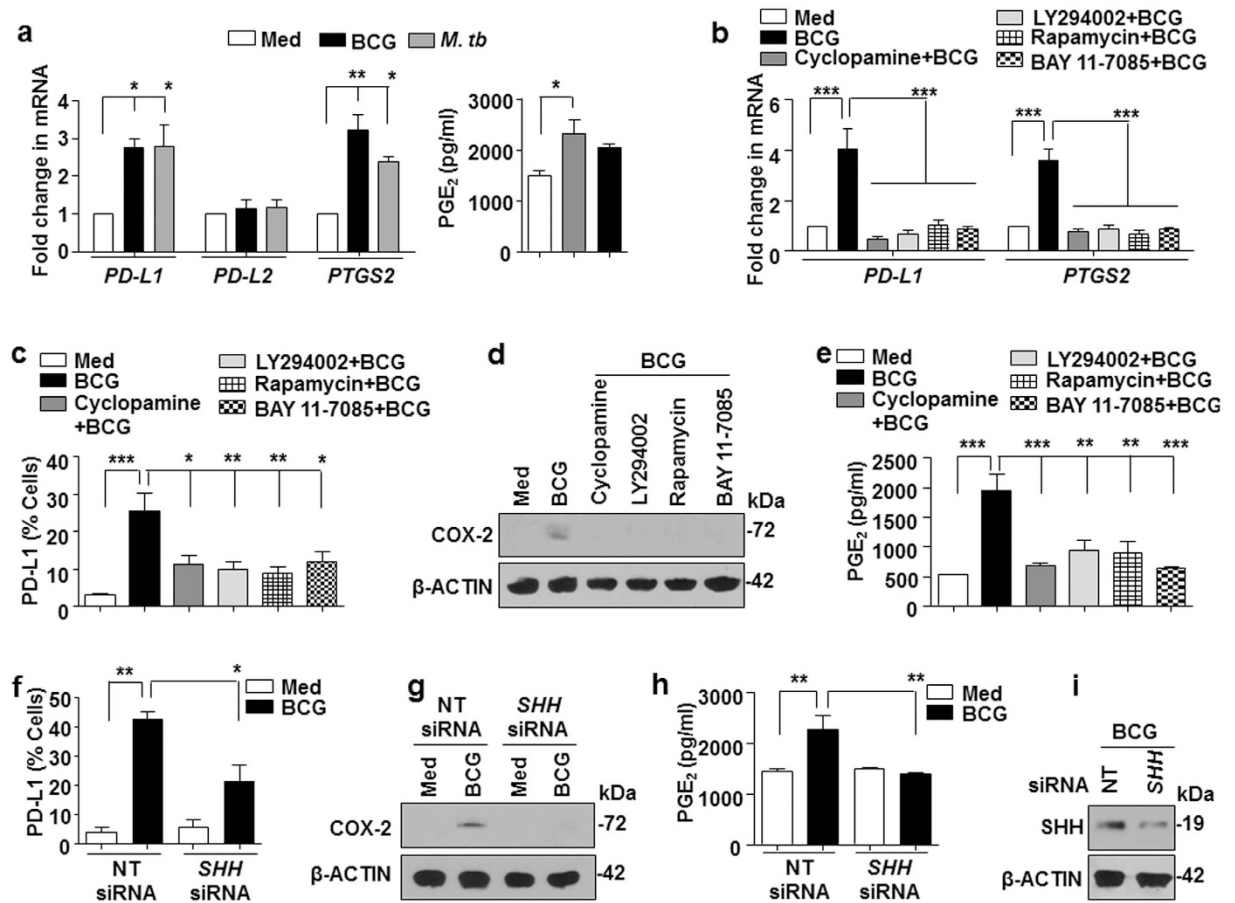 a
Med BCG M. tb
Fold change in mRNA
4
3
2
1
0
* *
** *
PD-L1 PD-L2 PTGS2
PGE2 (pg/ml)
3000
2000
1000
0
*
b
Med
BCG
Cyclopamine+BCG
LY294002+BCG
Rapamycin+BCG
BAY 11-7085+BCG
Fold change in mRNA
6
4
2
0
*** ***
*** ***
PD-L1 PTGS2
c
Med
BCG
Cyclopamine
+BCG
LY294002+BCG
Rapamycin+BCG
BAY 11-7085+BCG
PD-L1 (% Cells)
40
30
20
10
0
*** * ** ** *
d
BCG
Med
BCG
Cyclopamine
LY294002
Rapamycin
BAY 11-7085
kDa
COX-2 -72
β-ACTIN -42
e
Med
BCG
Cyclopamine
+BCG
LY294002+BCG
Rapamycin+BCG
BAY 11-7085+BCG
PGE2 (pg/ml)
2500
2000
1500
1000
500
0
*** *** ** ** ***
f
Med
BCG
PD-L1 (% Cells)
50
40
30
20
10
0
** *
NT
siRNA
SHH
siRNA
g
NT
siRNA
SHH
siRNA
Med
BCG
Med
BCG
kDa
COX-2 -72
β-ACTIN -42
h
Med
BCG
PGE2 (pg/ml)
3000
2000
1000
0
** **
NT
siRNA
SHH
siRNA
i
BCG
siRNA NT SHH
kDa
SHH -19
β-ACTIN -42